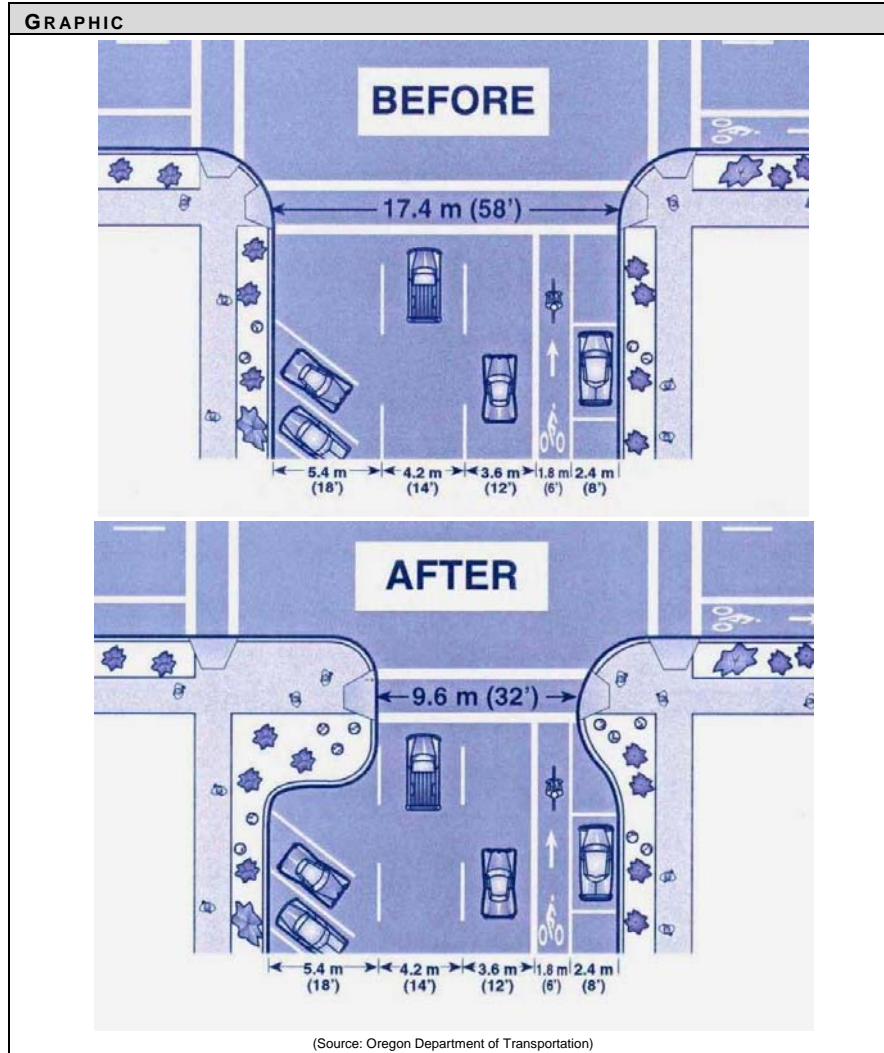 GRAPHIC
BEFORE
17.4 m (58')
5.4 m 4.2 m 3.6 m 1.8 m 2.4 m
(18') (14') (12') (6') (8')
AFTER
9.6 m (32')
5.4 m 4.2 m 3.6 m 1.8 m 2.4 m
(18') (14') (12') (6') (8')
(Source: Oregon Department of Transportation)